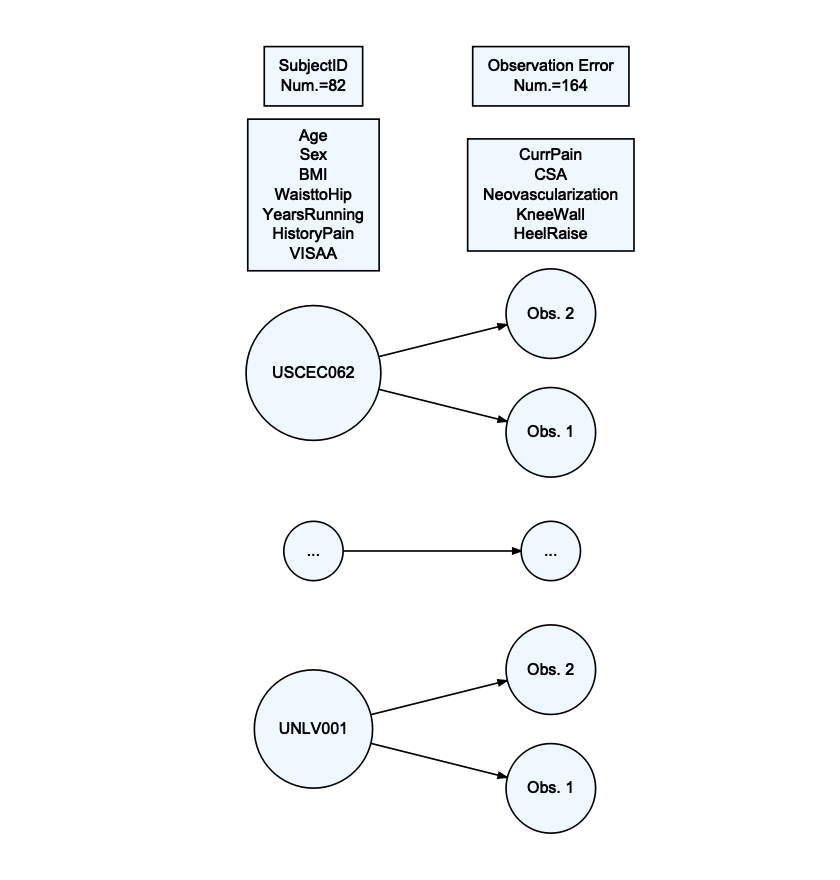 SubjectID
Num.=82
Observation Error
Num.=164
Age
Sex
BMI
WaisttoHip
YearsRunning
HistoryPain
VISAA
CurrPain
CSA
Neovascularization
KneeWall
HeelRaise
Obs. 2
USCEC062
Obs. 1
...
...
Obs. 2
UNLV001
Obs. 1